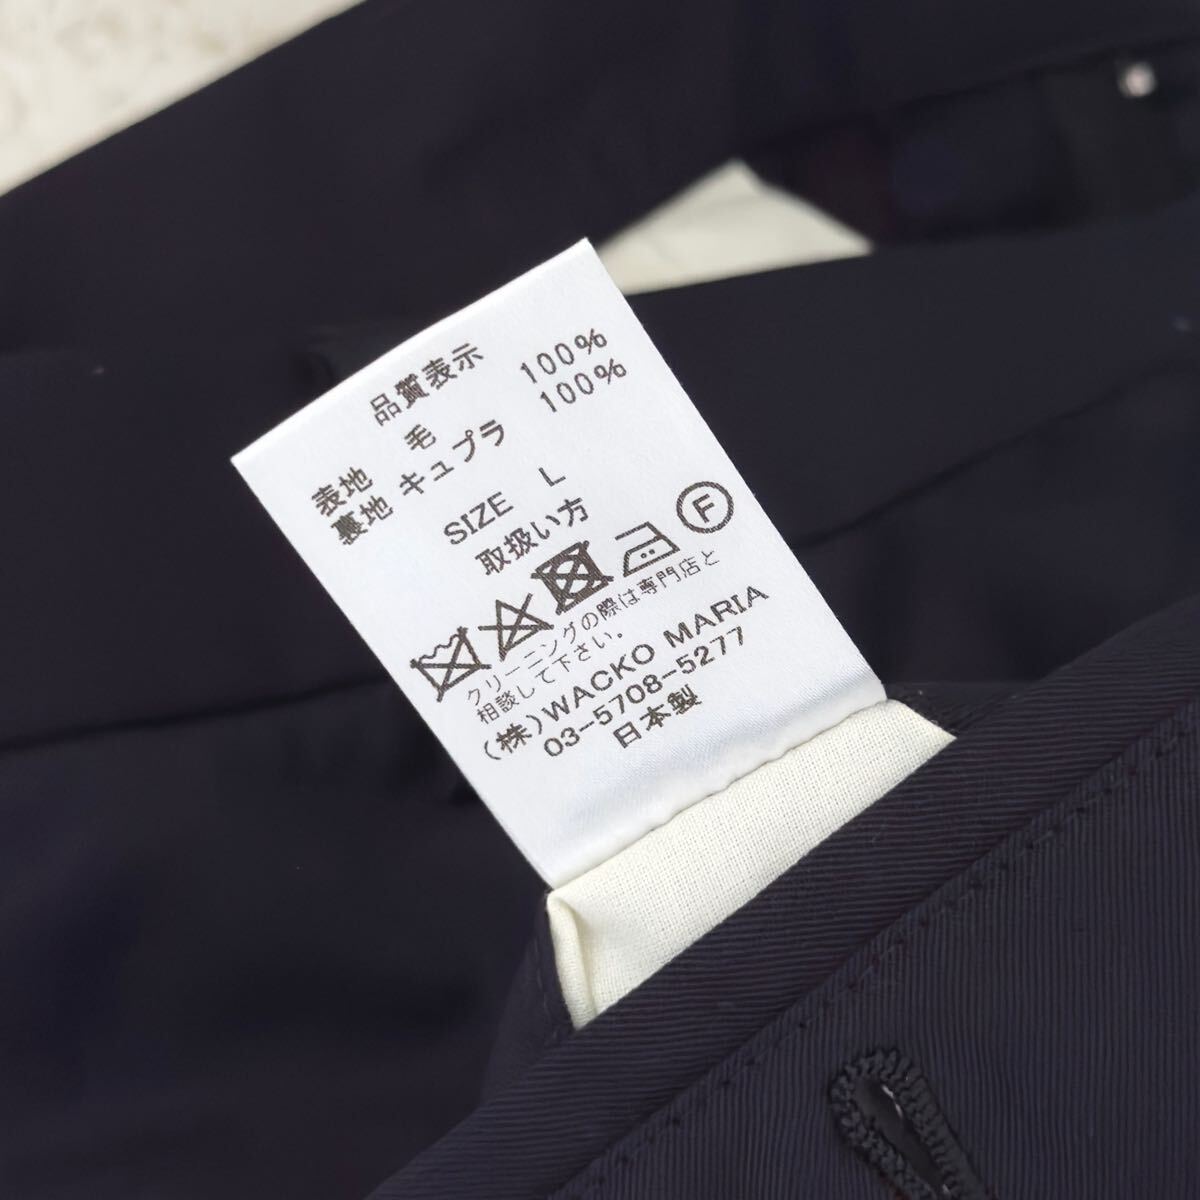 品質表示
表地 毛 100%
裏地 キュプラ 100%
SIZE L
取扱い方
F
クリーニングの際は専門店と
相談して下さい。
(株)WACKO MARIA
03-5708-5277
日本製